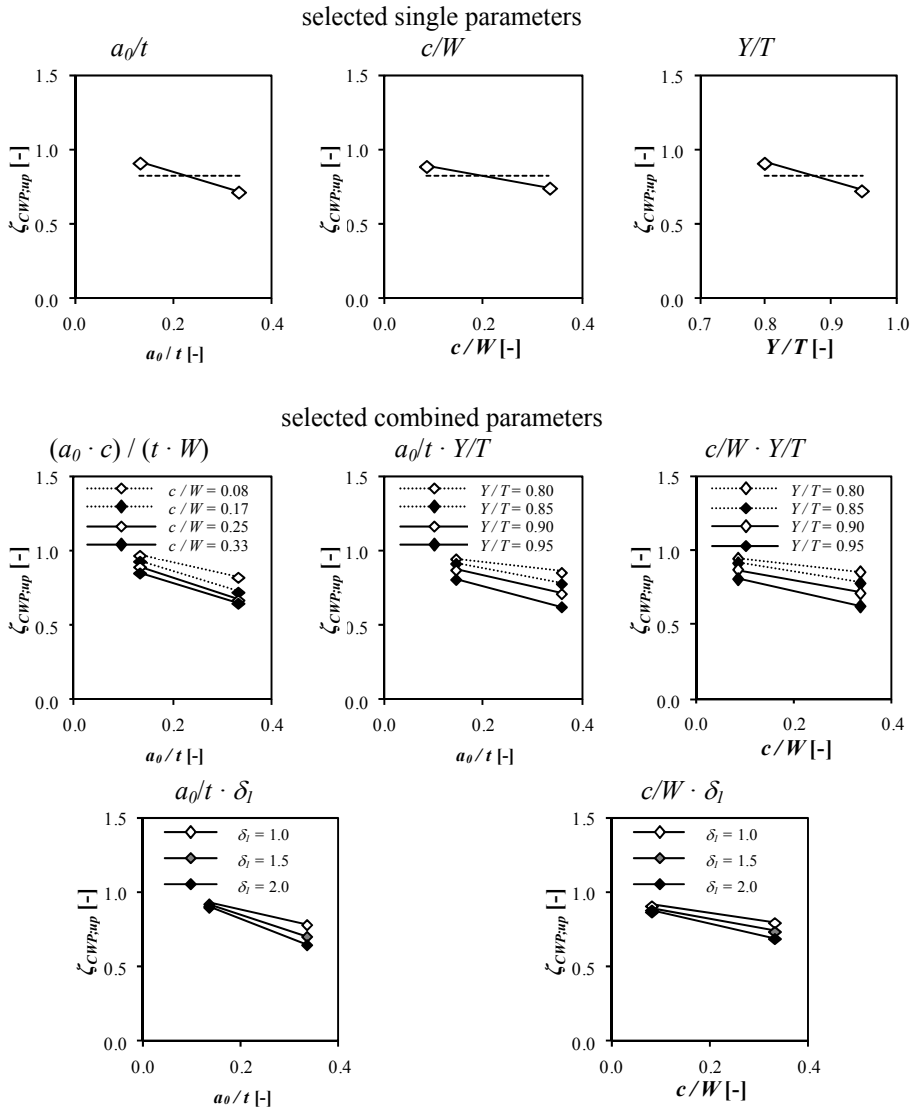 selected single parameters
a₀/t
c/W
Y/T
1.5
1.0
0.5
0.0
ζCWP;up [-]
0.0 0.2 0.4
a₀ / t [-]
1.5
1.0
0.5
0.0
ζCWP;up [-]
0.0 0.2 0.4
c / W [-]
1.5
1.0
0.5
0.0
ζCWP;up [-]
0.7 0.8 0.9 1.0
Y / T [-]
selected combined parameters
(a₀ · c) / (t · W)
a₀/t · Y/T
c/W · Y/T
1.5
1.0
0.5
0.0
ζCWP;up [-]
c / W = 0.08
c / W = 0.17
c / W = 0.25
c / W = 0.33
0.0 0.2 0.4
a₀ / t [-]
1.5
1.0
0.5
0.0
ζCWP;up [-]
Y / T = 0.80
Y / T = 0.85
Y / T = 0.90
Y / T = 0.95
0.0 0.2 0.4
a₀ / t [-]
1.5
1.0
0.5
0.0
ζCWP;up [-]
Y / T = 0.80
Y / T = 0.85
Y / T = 0.90
Y / T = 0.95
0.0 0.2 0.4
c / W [-]
a₀/t · δ₁
c/W · δ₁
1.5
1.0
0.5
0.0
ζCWP;up [-]
δ₁ = 1.0
δ₁ = 1.5
δ₁ = 2.0
0.0 0.2 0.4
a₀ / t [-]
1.5
1.0
0.5
0.0
ζCWP;up [-]
δ₁ = 1.0
δ₁ = 1.5
δ₁ = 2.0
0.0 0.2 0.4
c / W [-]